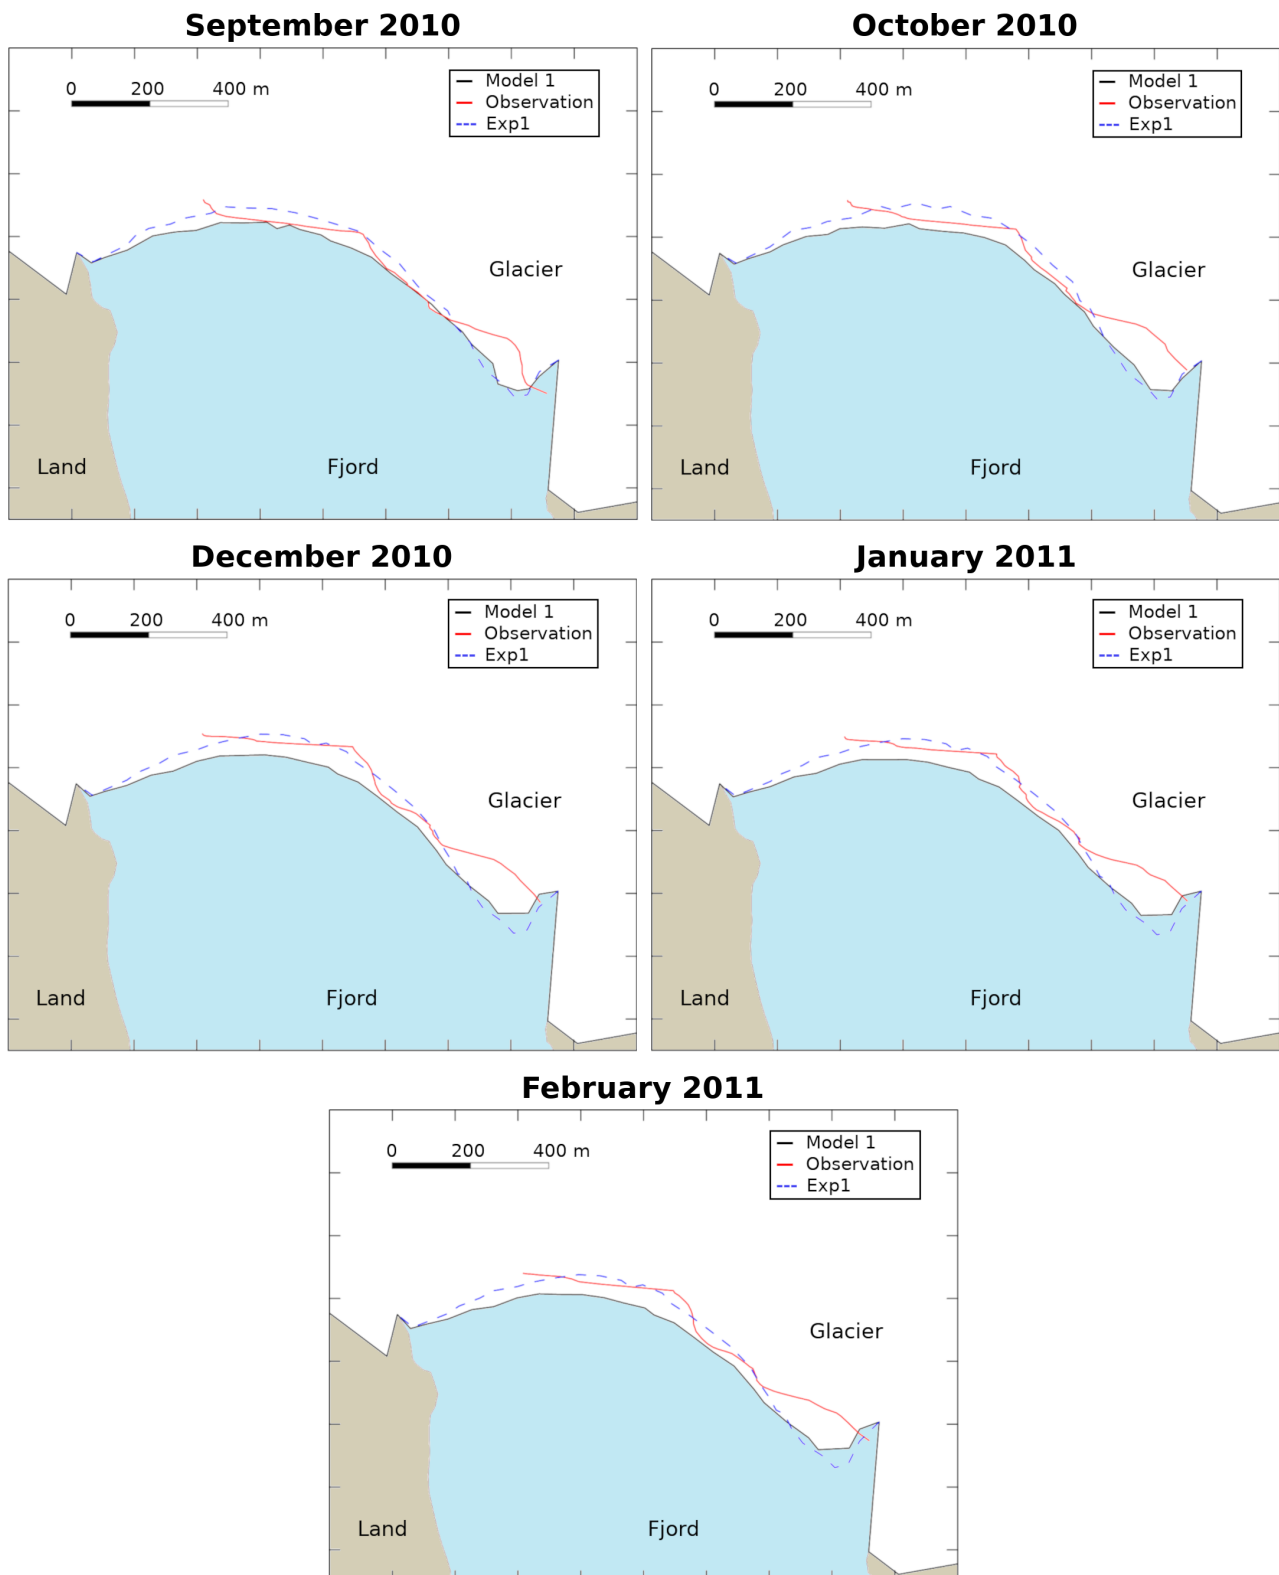 September 2010
0 200 400 m
Model 1
Observation
Exp1
Glacier
Land
Fjord
October 2010
0 200 400 m
Model 1
Observation
Exp1
Glacier
Land
Fjord
December 2010
0 200 400 m
Model 1
Observation
Exp1
Glacier
Land
Fjord
January 2011
0 200 400 m
Model 1
Observation
Exp1
Glacier
Land
Fjord
February 2011
0 200 400 m
Model 1
Observation
Exp1
Glacier
Land
Fjord